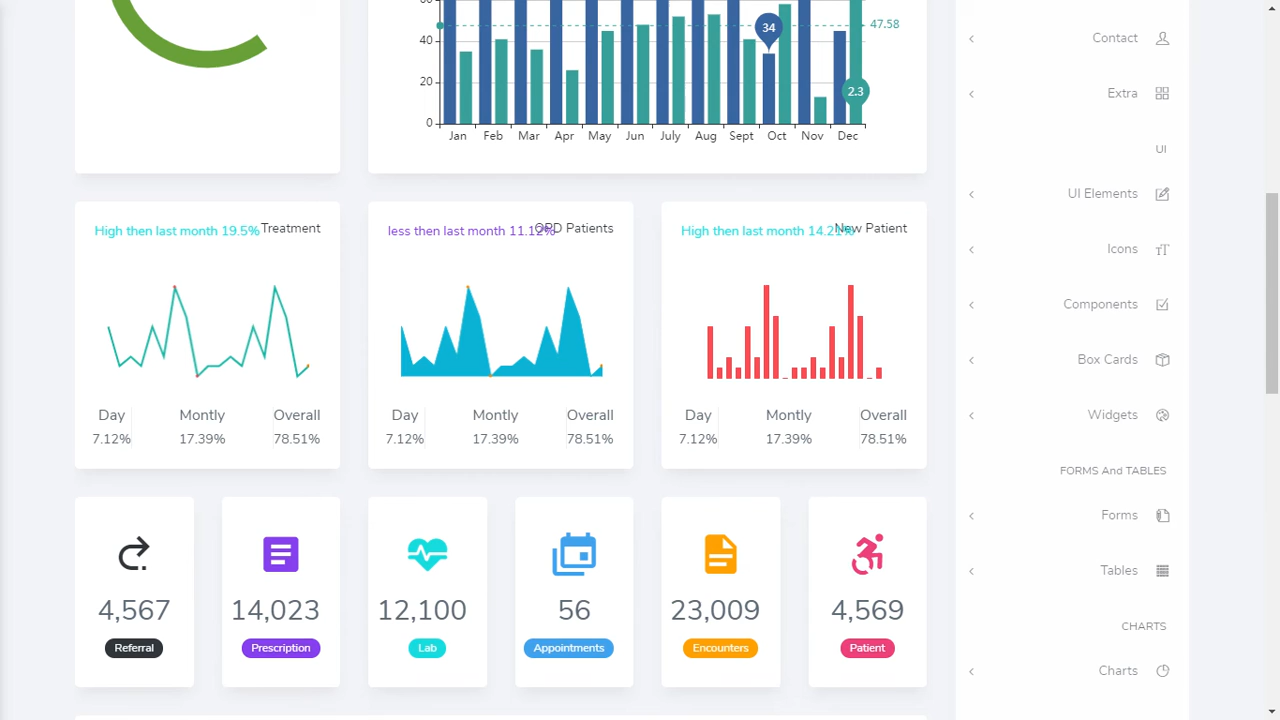 60
40
20
0
47.58
34
2.3
Jan Feb Mar Apr May Jun July Aug Sept Oct Nov Dec
High then last month 19.5% Treatment
Day Montly Overall
7.12% 17.39% 78.51%
less then last month 11.12% OPD Patients
Day Montly Overall
7.12% 17.39% 78.51%
High then last month 14.21% New Patient
Day Montly Overall
7.12% 17.39% 78.51%
4,567
Referral
14,023
Prescription
12,100
Lab
56
Appointments
23,009
Encounters
4,569
Patient
Contact
Extra
UI
UI Elements
Icons
Components
Box Cards
Widgets
FORMS And TABLES
Forms
Tables
CHARTS
Charts